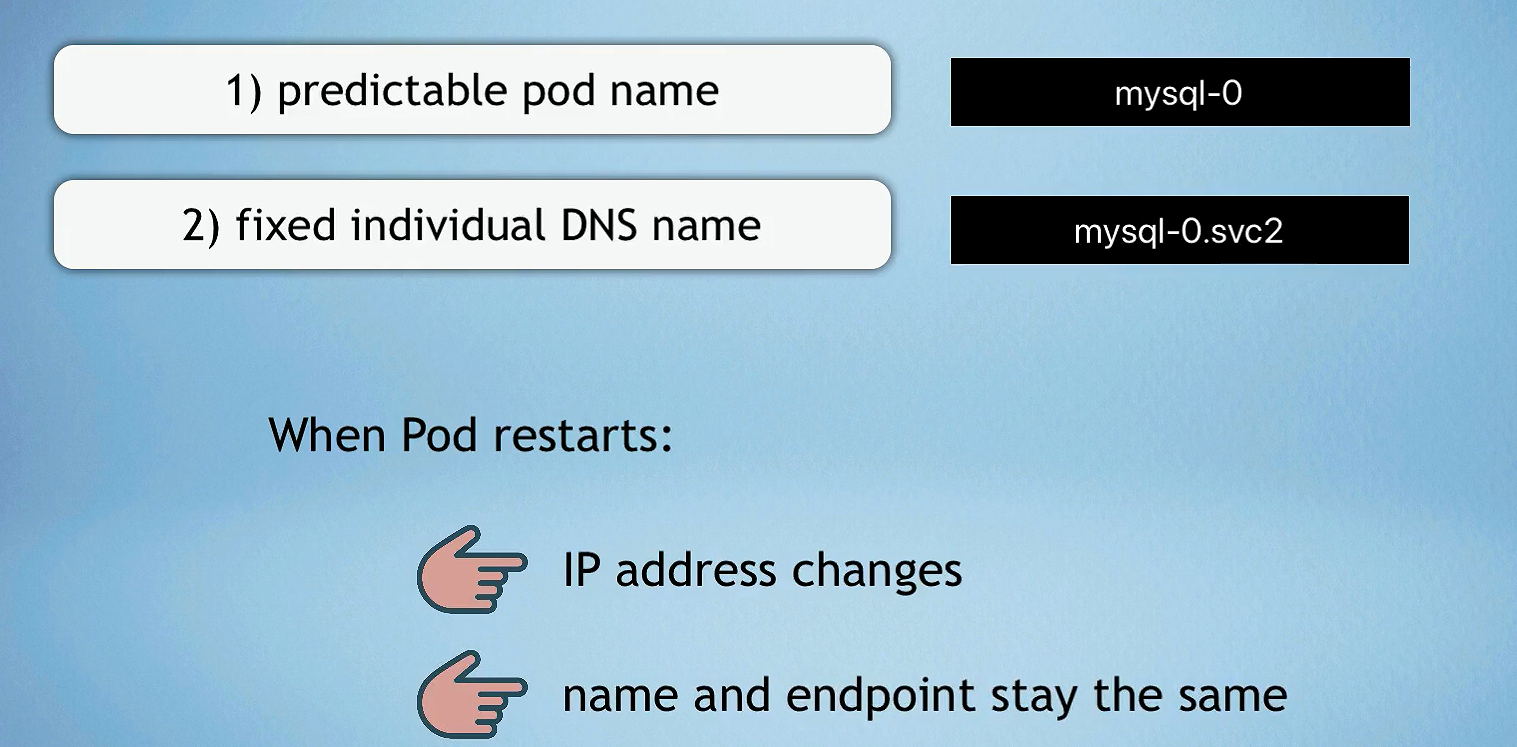 1) predictable pod name
mysql-0
2) fixed individual DNS name
mysql-0.svc2
When Pod restarts:
IP address changes
name and endpoint stay the same